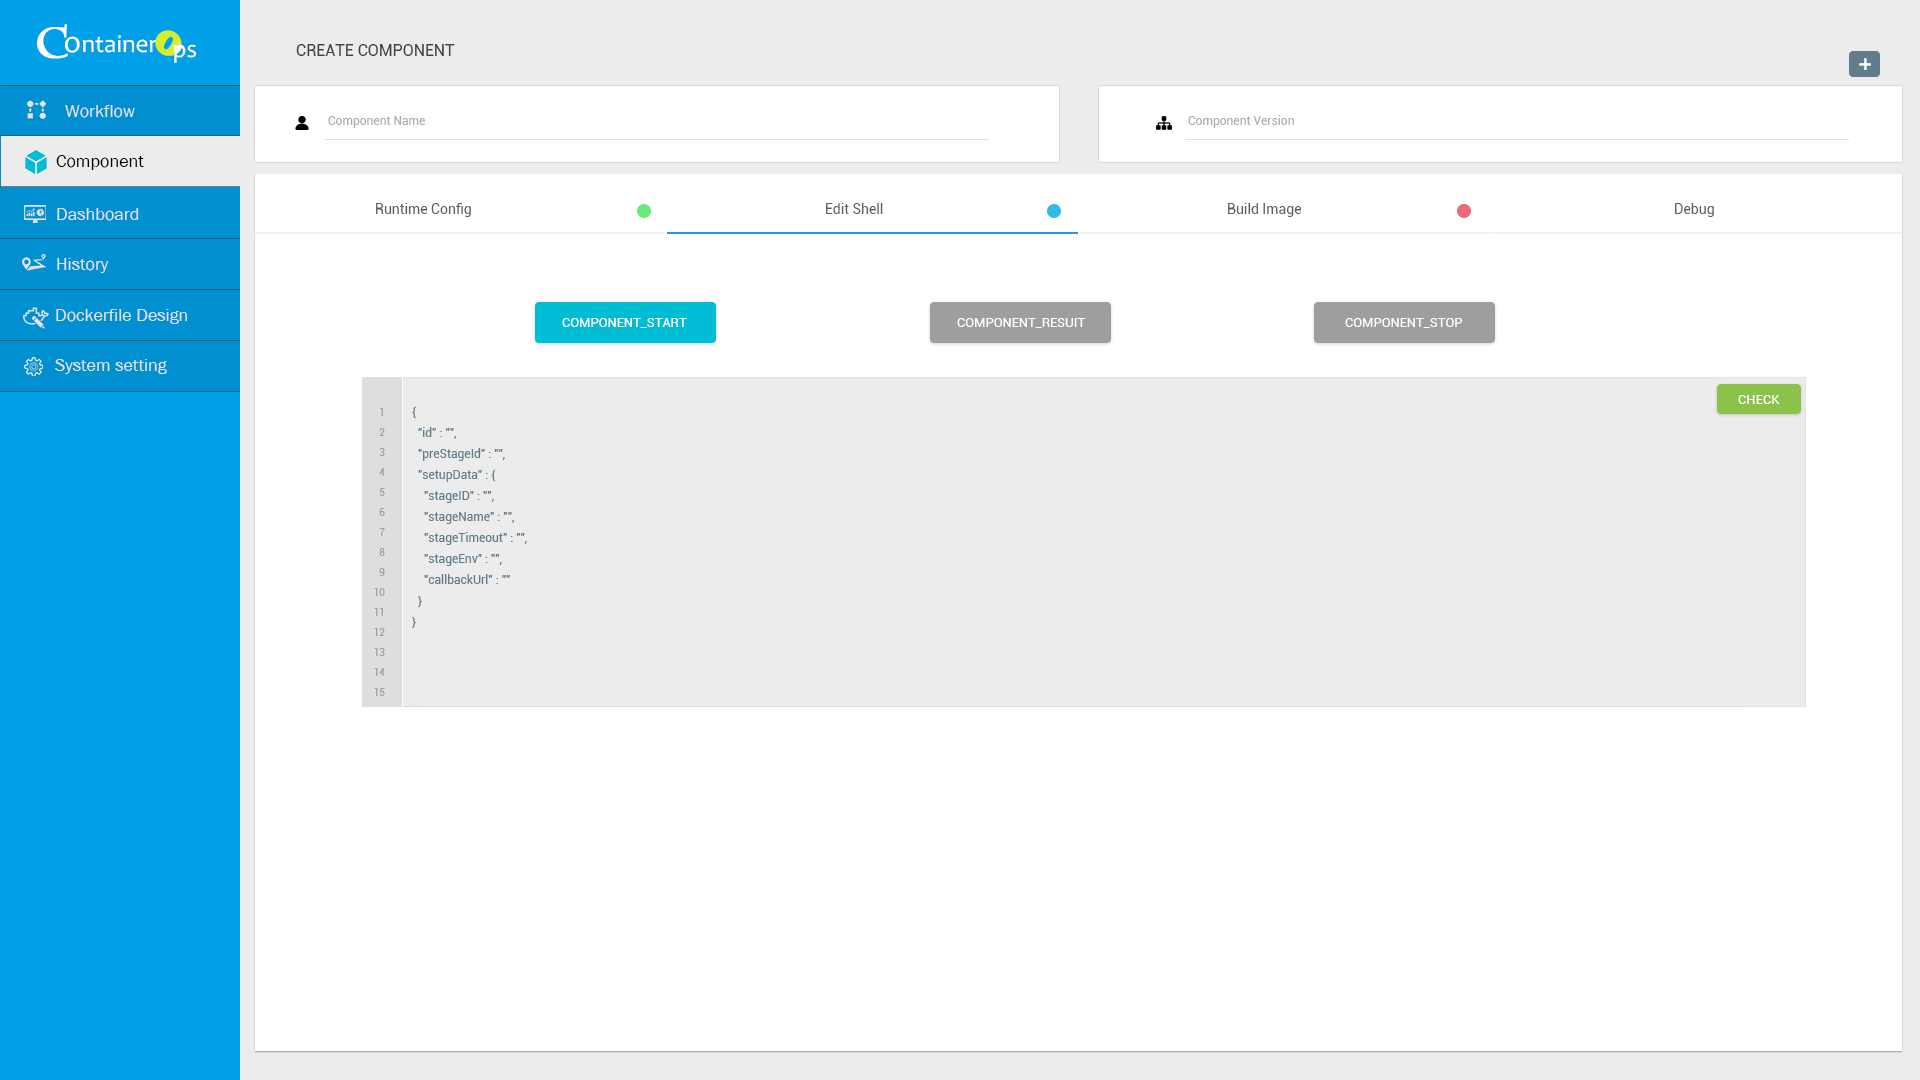 ContainerOps
Workflow
Component
Dashboard
History
Dockerfile Design
System setting
CREATE COMPONENT
Component Name
Component Version
Runtime Config
Edit Shell
Build Image
Debug
COMPONENT_START
COMPONENT_RESUIT
COMPONENT_STOP
CHECK
1 {
2 "id" : "",
3 "preStageId" : "",
4 "setupData" : {
5 "stageID" : "",
6 "stageName" : "",
7 "stageTimeout" : "",
8 "stageEnv" : "",
9 "callbackUrl" : ""
10 }
11 }
12
13
14
15